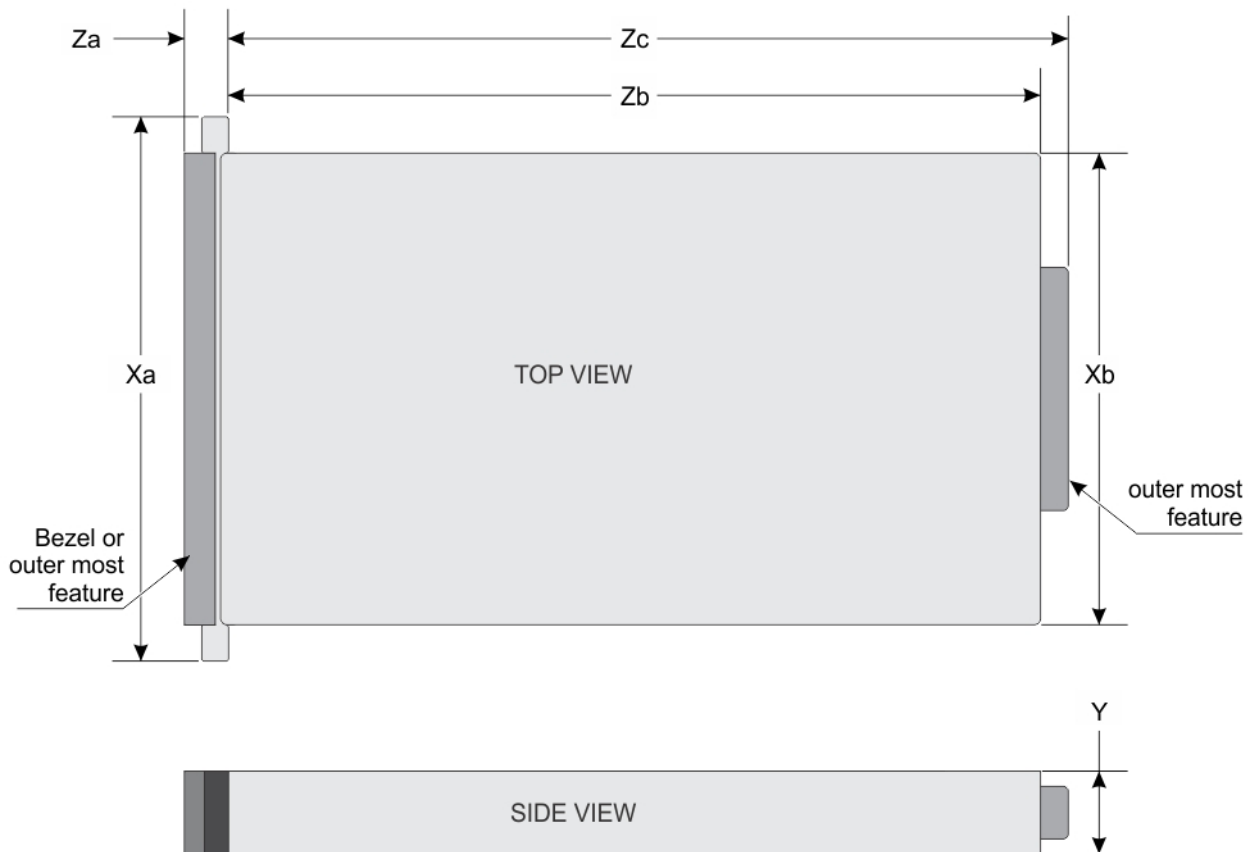 Za
Zc
Zb
Xa
TOP VIEW
Xb
outer most
feature
Bezel or
outer most
feature
Y
SIDE VIEW